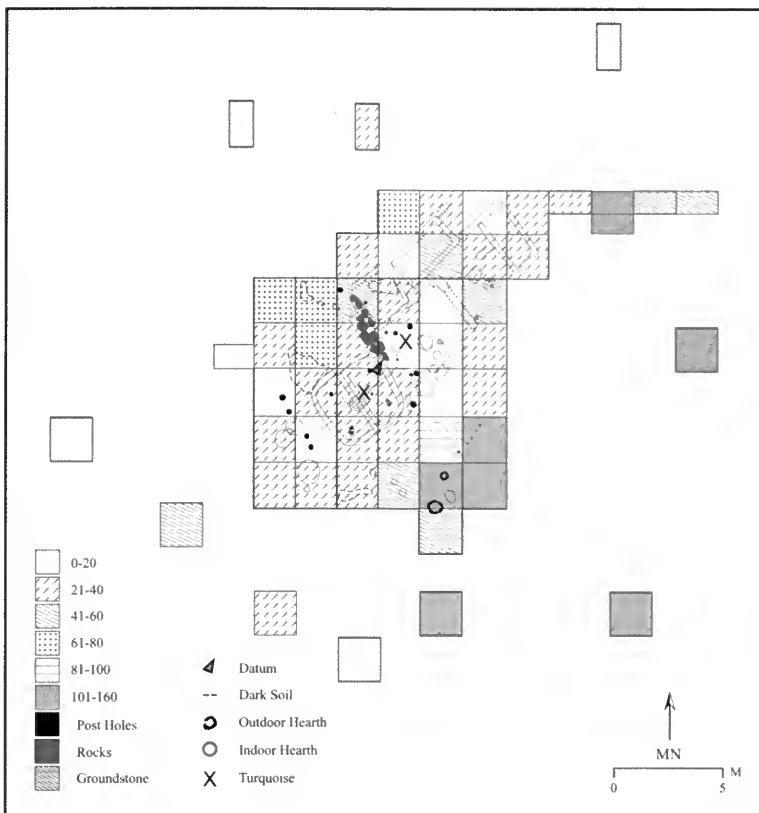 0-20
21-40
41-60
61-80
81-100
101-160
Post Holes
Rocks
Groundstone
Datum
Dark Soil
Outdoor Hearth
Indoor Hearth
Turquoise
MN
M
0 5